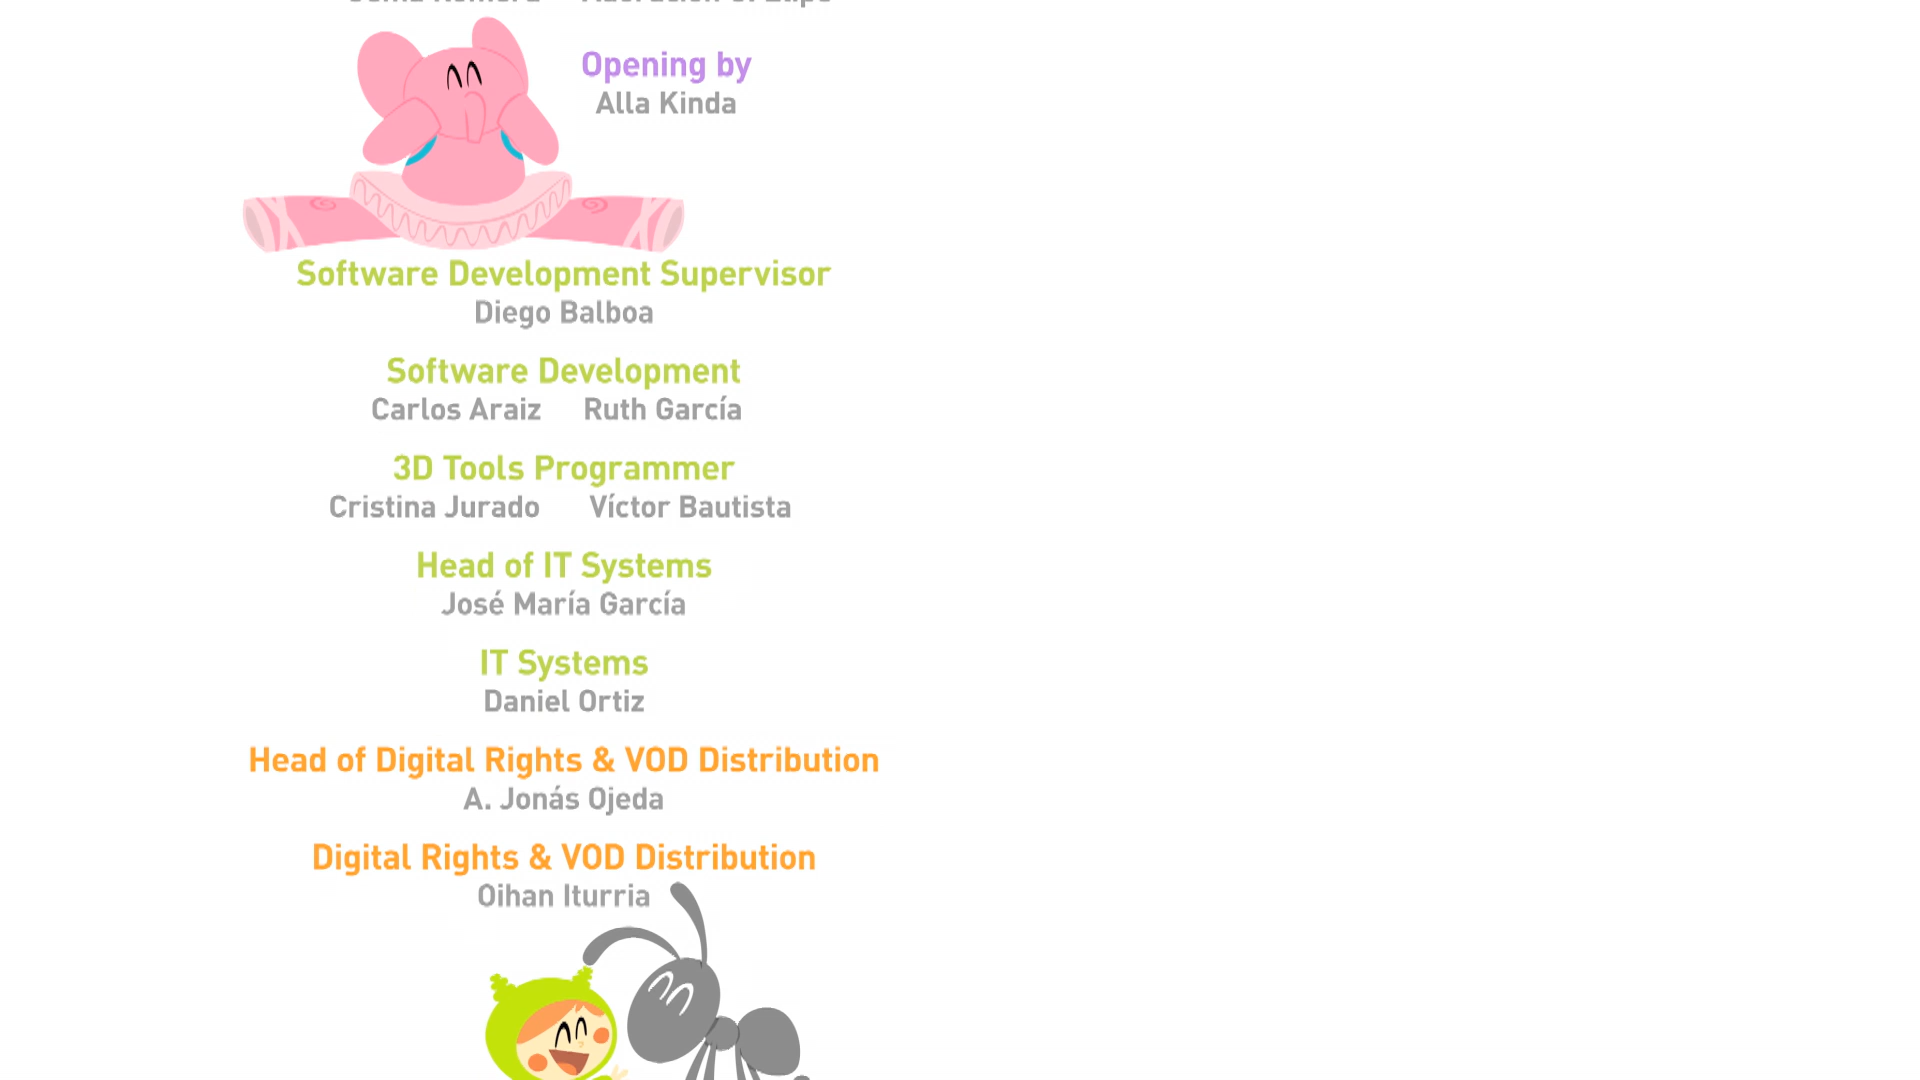 Opening by
Alla Kinda
Software Development Supervisor
Diego Balboa
Software Development
Carlos Araiz Ruth García
3D Tools Programmer
Cristina Jurado Víctor Bautista
Head of IT Systems
José María García
IT Systems
Daniel Ortiz
Head of Digital Rights & VOD Distribution
A. Jonás Ojeda
Digital Rights & VOD Distribution
Oihan Iturria